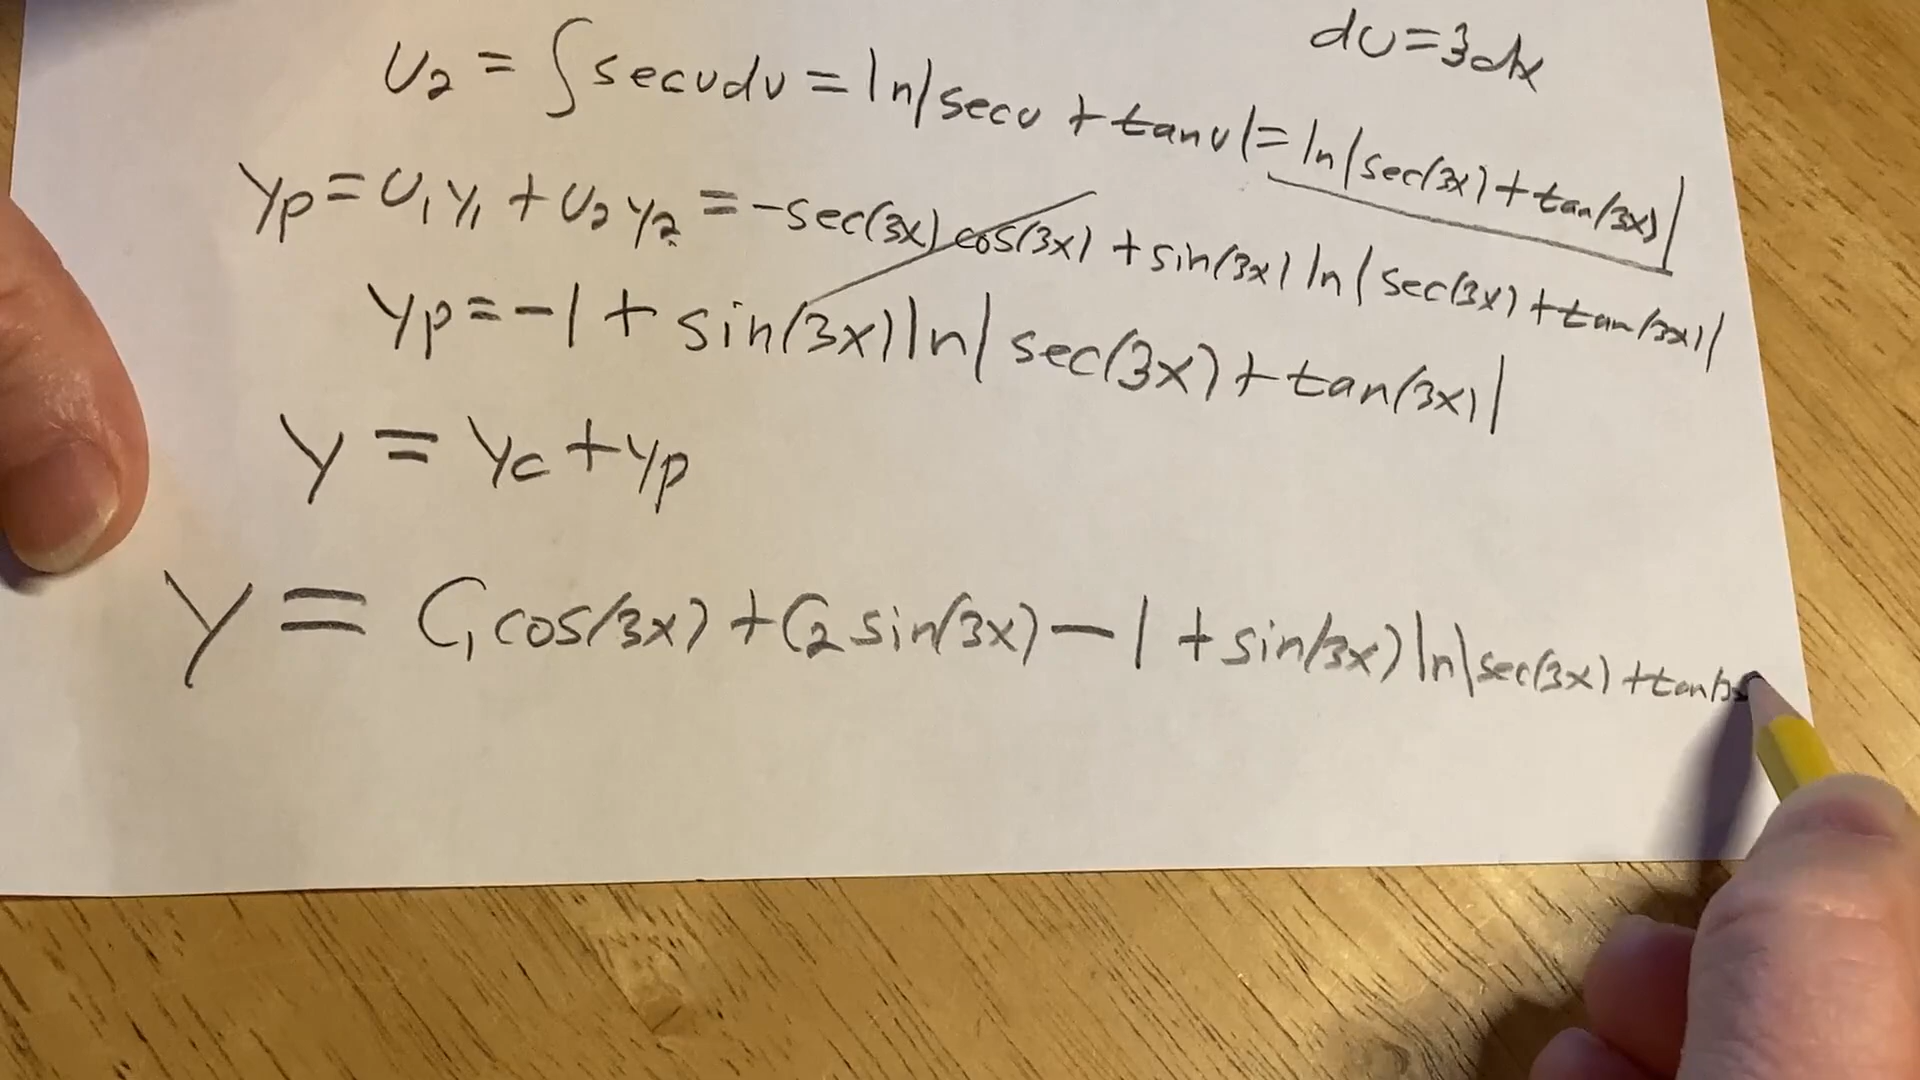 du=3dx
U₂ = ∫secudu = ln|secu + tanu| = ln|sec(3x)+tan(3x)|
yp = U₁y₁ + U₂y₂ = -sec(3x)cos(3x) + sin(3x) ln|sec(3x)+tan(3x)|
yp = -1 + sin(3x) ln|sec(3x)+tan(3x)|
y = yc + yp
y = C₁cos(3x) + C₂sin(3x) - 1 + sin(3x) ln|sec(3x)+tan(3x